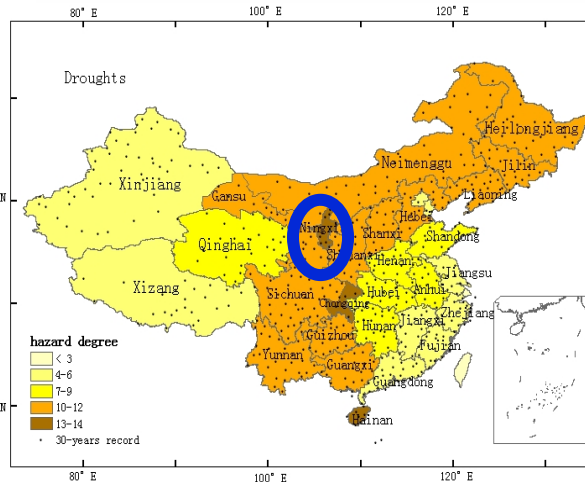 80° E 100° E 120° E
Droughts
Heilongjiang
Neimenggu
Jilin
Xinjiang
Liaoning
Gansu
Hebei
Ningxi
Shanxi
Shandong
Qinghai
Shaanxi
Henan
Jiangsu
Xizang
Sichuan
Hubei
Anhui
Chongqing
Zhejiang
Hunan
Jiangxi
Guizhou
Fujian
Yunnan
Guangxi
Guangdong
Hainan
hazard degree
< 3
4-6
7-9
10-12
13-14
30-years record
N
N
80° E 100° E 120° E